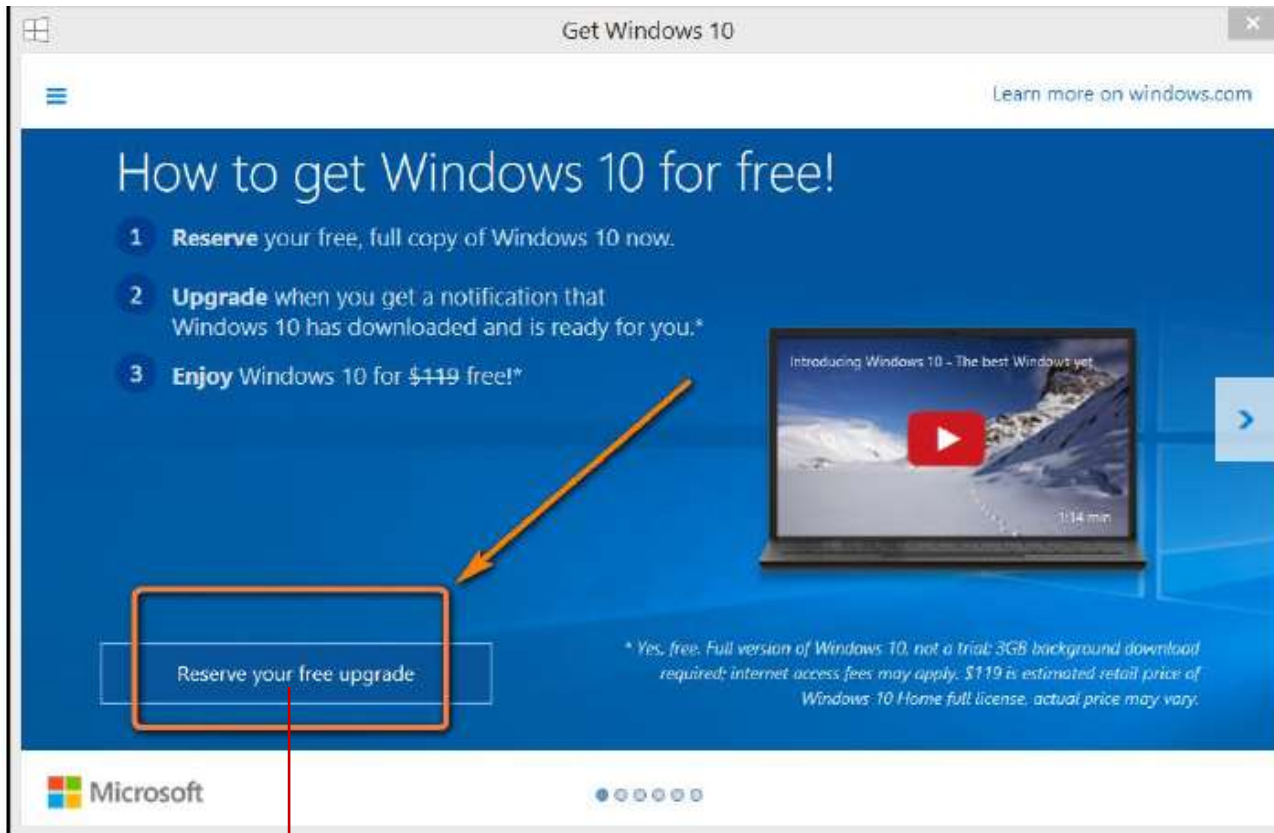 Get Windows 10
Learn more on windows.com
How to get Windows 10 for free!
1 Reserve your free, full copy of Windows 10 now.
2 Upgrade when you get a notification that
Windows 10 has downloaded and is ready for you.*
3 Enjoy Windows 10 for $119 free!*
Introducing Windows 10 - The best Windows yet
1:14 min
Reserve your free upgrade
* Yes, free. Full version of Windows 10, not a trial; 3GB background download
required; internet access fees may apply. $119 is estimated retail price of
Windows 10 Home full license, actual price may vary.
Microsoft